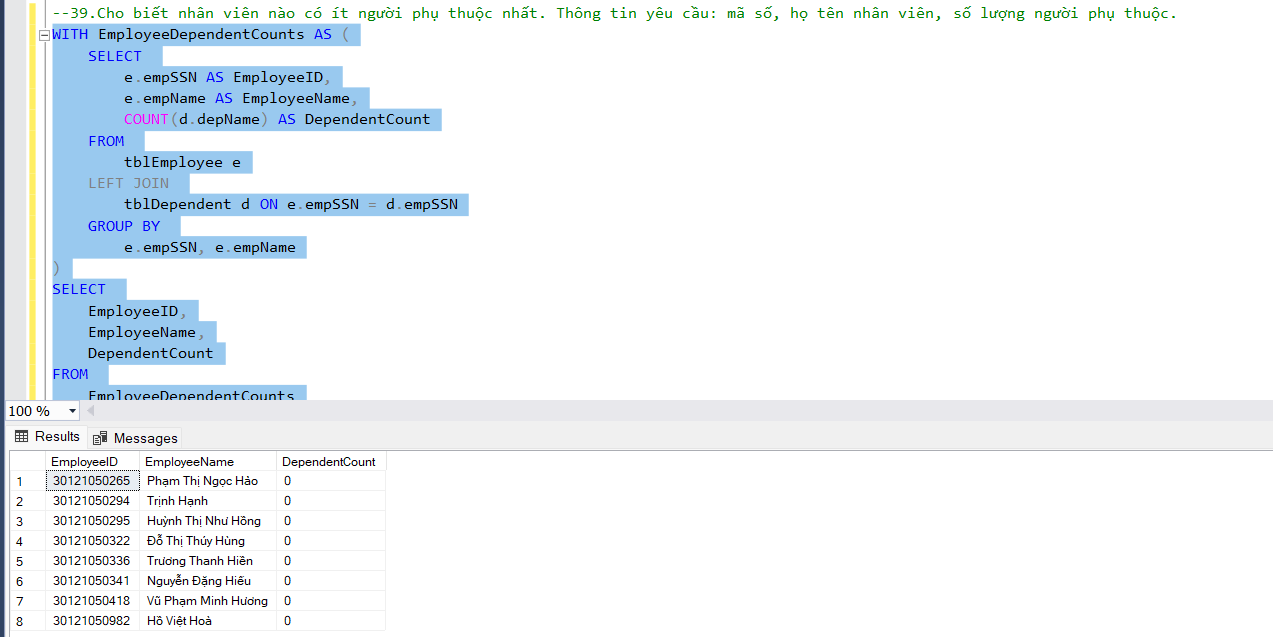 --39.Cho biết nhân viên nào có ít người phụ thuộc nhất. Thông tin yêu cầu: mã số, họ tên nhân viên, số lượng người phụ thuộc.
WITH EmployeeDependentCounts AS (
SELECT
e.empSSN AS EmployeeID,
e.empName AS EmployeeName,
COUNT(d.depName) AS DependentCount
FROM
tblEmployee e
LEFT JOIN
tblDependent d ON e.empSSN = d.empSSN
GROUP BY
e.empSSN, e.empName
)
SELECT
EmployeeID,
EmployeeName,
DependentCount
FROM
EmployeeDependentCounts
100 %
Results Messages
EmployeeID EmployeeName DependentCount
1 30121050265 Phạm Thị Ngọc Hảo 0
2 30121050294 Trịnh Hạnh 0
3 30121050295 Huỳnh Thị Như Hồng 0
4 30121050322 Đỗ Thị Thúy Hùng 0
5 30121050336 Trương Thanh Hiền 0
6 30121050341 Nguyễn Đặng Hiếu 0
7 30121050418 Vũ Phạm Minh Hương 0
8 30121050982 Hồ Việt Hoà 0